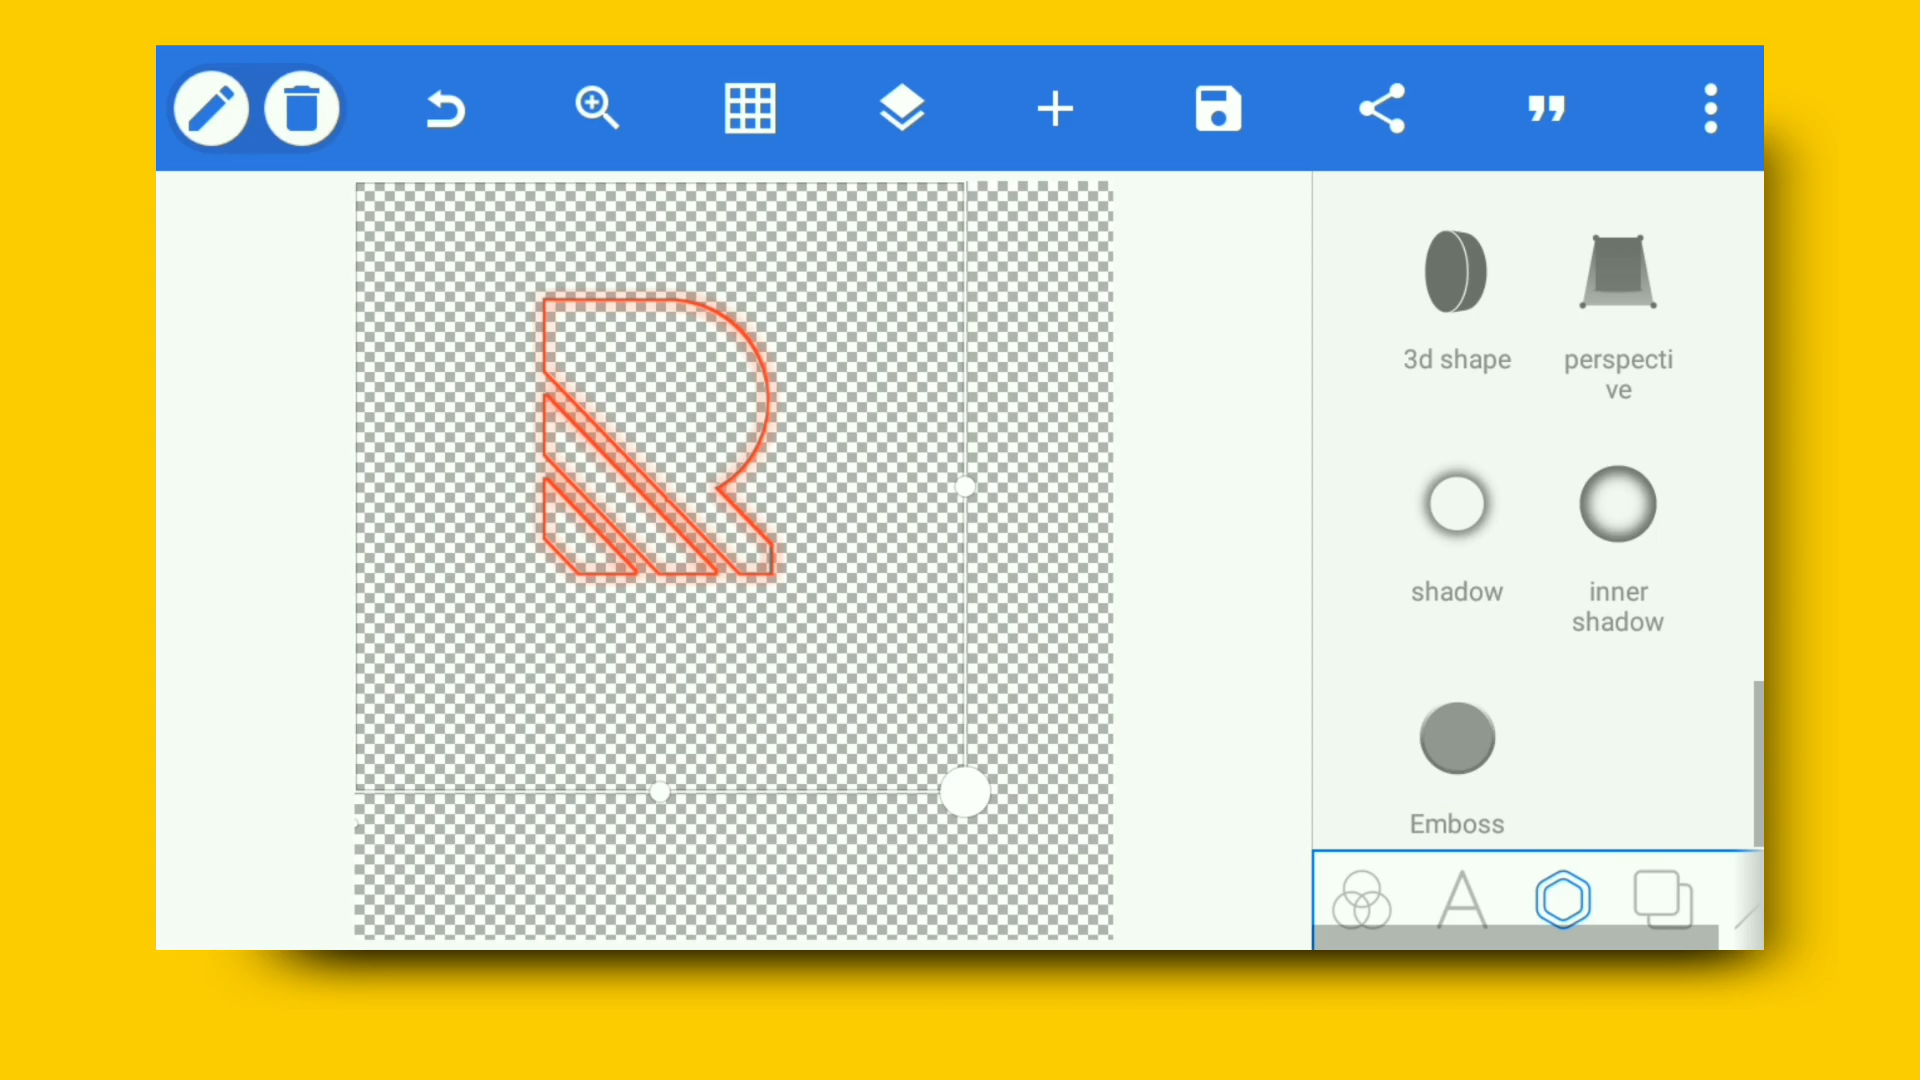 3d shape
perspecti
ve
shadow
inner
shadow
Emboss